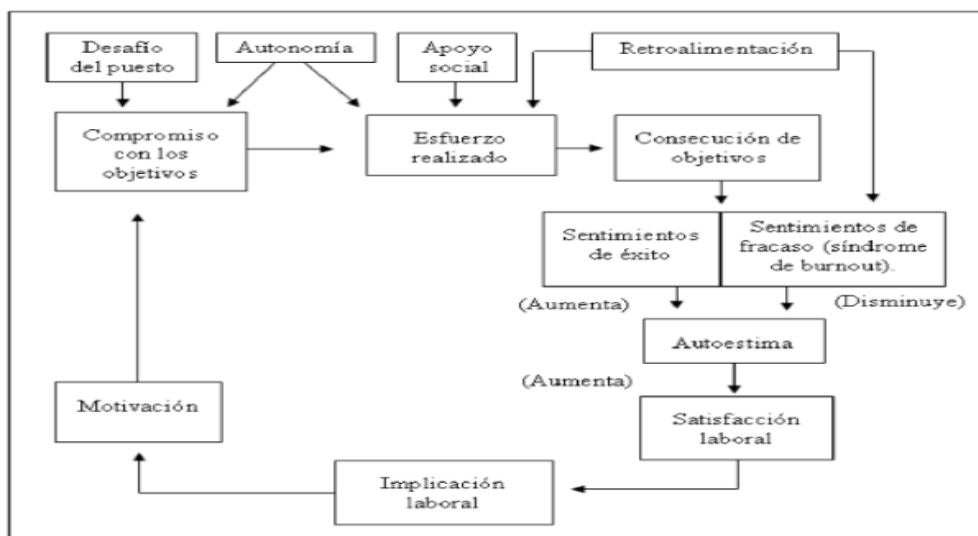 Desafío
del puesto
Autonomía
Apoyo
social
Retroalimentación
Compromiso
con los
objetivos
Esfuerzo
realizado
Consecución de
objetivos
Sentimientos
de éxito
Sentimientos de
fracaso (síndrome
de burnout).
(Aumenta)
(Disminuye)
Autoestima
(Aumenta)
Motivación
Satisfacción
laboral
Implicación
laboral